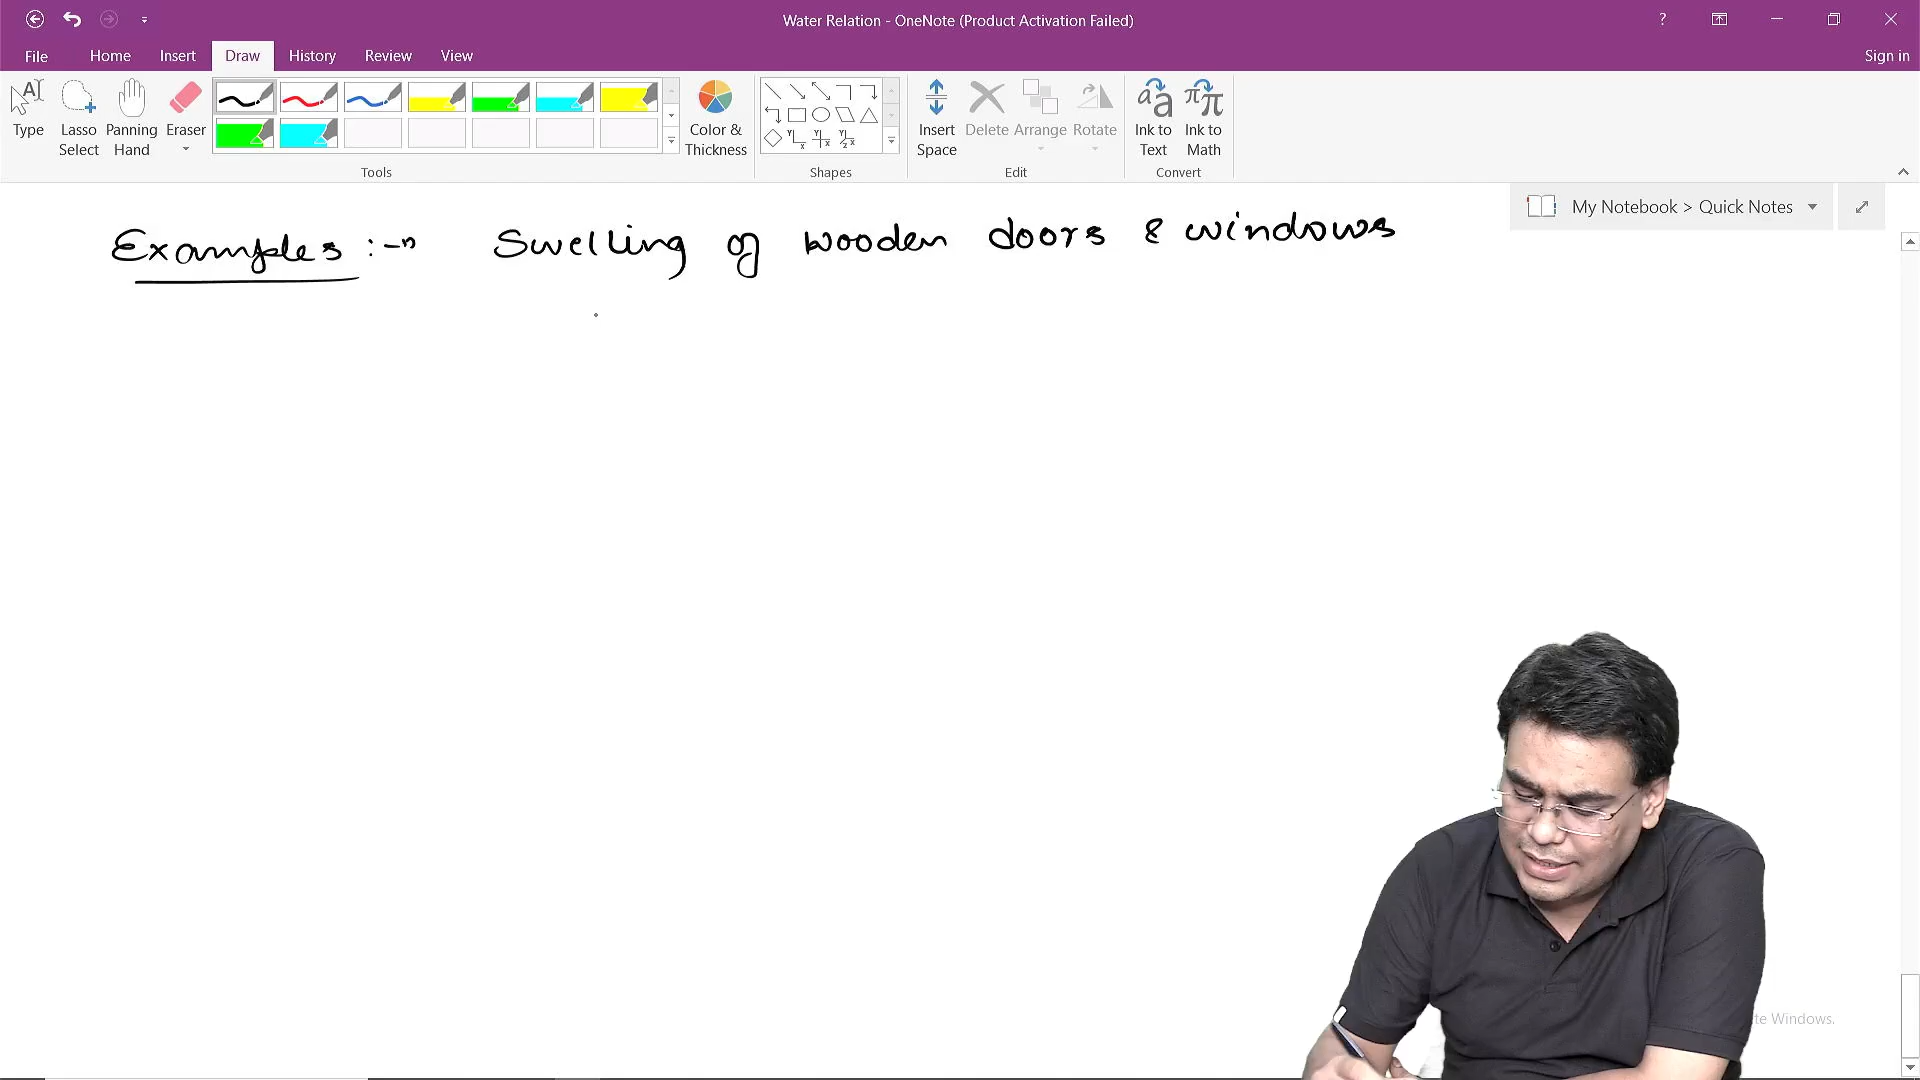 Water Relation - OneNote (Product Activation Failed)
?
File Home Insert Draw History Review View Sign in
Type Lasso Select Panning Hand Eraser Color & Thickness Insert Space Delete Arrange Rotate Ink to Text Ink to Math
Tools Shapes Edit Convert
My Notebook > Quick Notes
Examples :- Swelling of wooden doors & windows
te Windows.